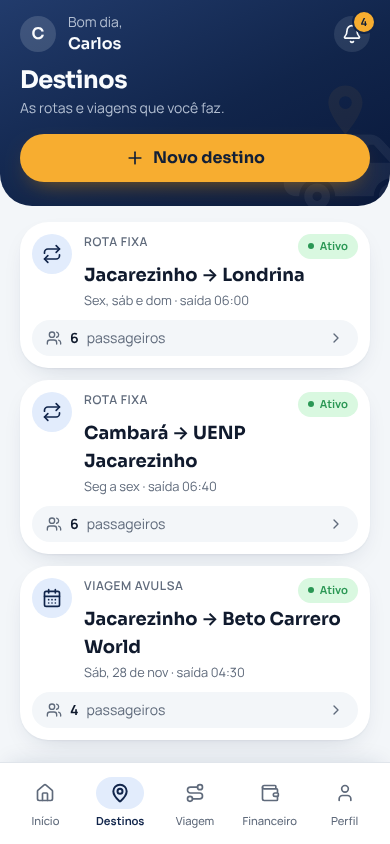 C
Bom dia,
Carlos
4
Destinos
As rotas e viagens que você faz.
+ Novo destino
ROTA FIXA
Ativo
Jacarezinho → Londrina
Sex, sáb e dom · saída 06:00
6 passageiros
ROTA FIXA
Ativo
Cambará → UENP
Jacarezinho
Seg a sex · saída 06:40
6 passageiros
VIAGEM AVULSA
Ativo
Jacarezinho → Beto Carrero
World
Sáb, 28 de nov · saída 04:30
4 passageiros
Início
Destinos
Viagem
Financeiro
Perfil